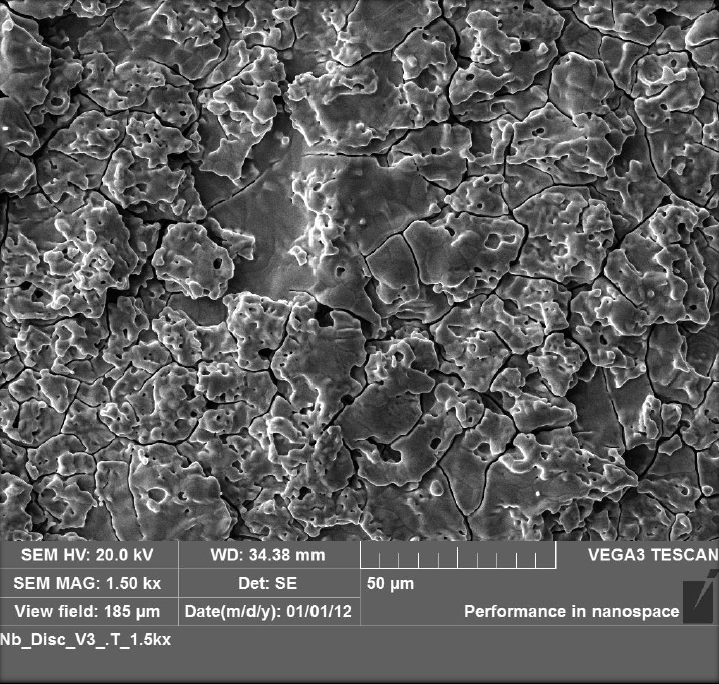 SEM HV: 20.0 kV WD: 34.38 mm VEGA3 TESCAN
SEM MAG: 1.50 kx Det: SE 50 µm
View field: 185 µm Date(m/d/y): 01/01/12 Performance in nanospace
Nb_Disc_V3_.T_1.5kx